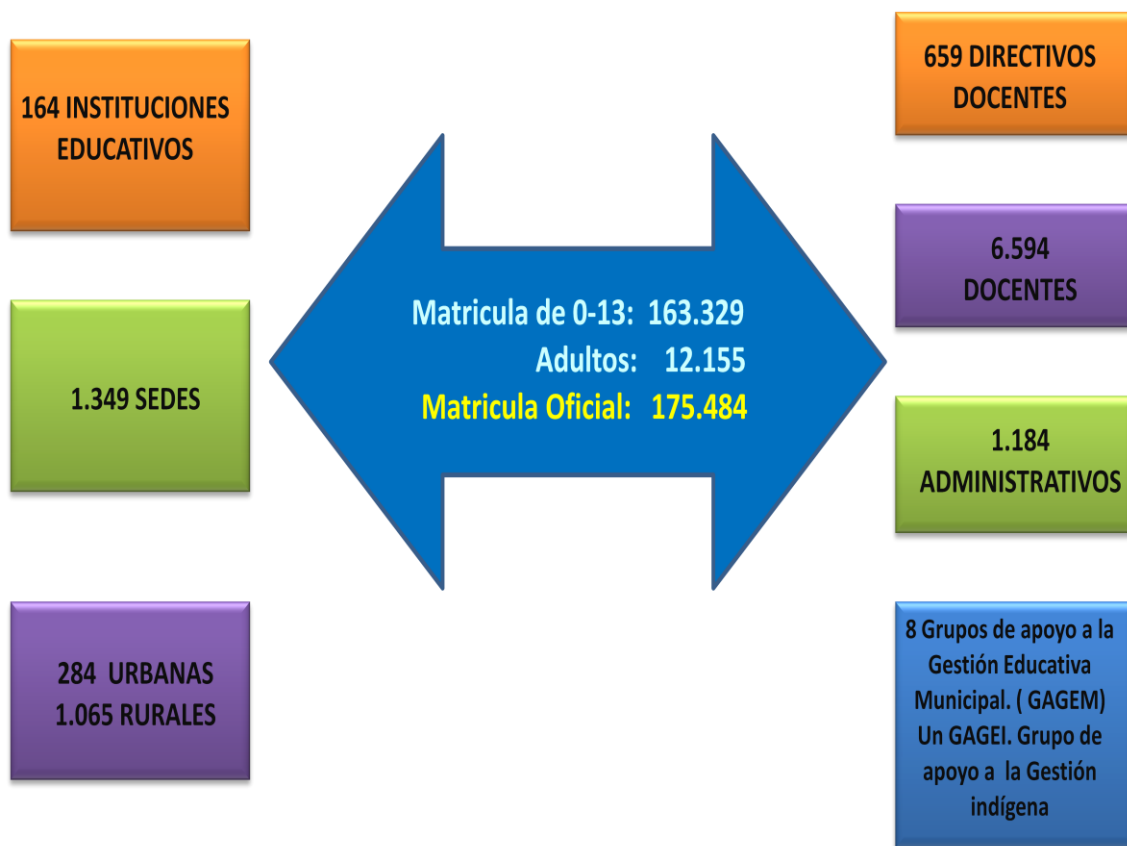 164 INSTITUCIONES
EDUCATIVOS
1.349 SEDES
284 URBANAS
1.065 RURALES
Matricula de 0-13: 163.329
Adultos: 12.155
Matricula Oficial: 175.484
659 DIRECTIVOS
DOCENTES
6.594
DOCENTES
1.184
ADMINISTRATIVOS
8 Grupos de apoyo a la
Gestión Educativa
Municipal. ( GAGEM)
Un GAGEI. Grupo de
apoyo a la Gestión
indígena